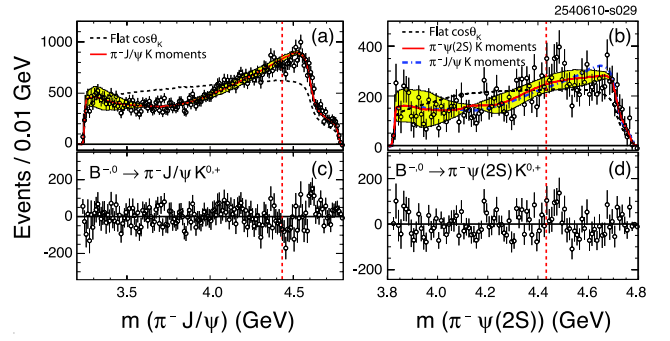 2540610-s029
Flat cosθK
π⁻J/ψ K moments
(a)
1000
500
0
Flat cosθK
π⁻ψ(2S) K moments
π⁻J/ψ K moments
(b)
400
200
0
Events / 0.01 GeV
B⁻,⁰ → π⁻J/ψ K⁰,⁺
(c)
200
0
-200
B⁻,⁰ → π⁻ψ(2S) K⁰,⁺
(d)
200
0
-200
3.5 4.0 4.5
3.8 4.0 4.2 4.4 4.6 4.8
m (π⁻ J/ψ) (GeV)
m (π⁻ ψ(2S)) (GeV)